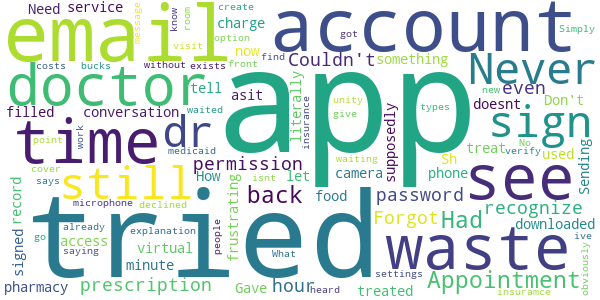 Need service create
message know room charge
email account
option now got Simply
visit find
costs bucks without exists front Couldn't something Never
doctor tell literally even
asit doesnt new
filled conversation waited insurance unity types Don't
point work dr app give supposedly sign
time medicaid permission isnt waiting Sh treat used No verify
cover still How let camera phone see Sending
says back food password recognize
record microphone declined frustrating Forgot Had downloaded
signed go already explanation people tried waste
access saying virtual What settings ive
minute Gave hour heard treated Appointment obviously
pharmacy prescription insuramce